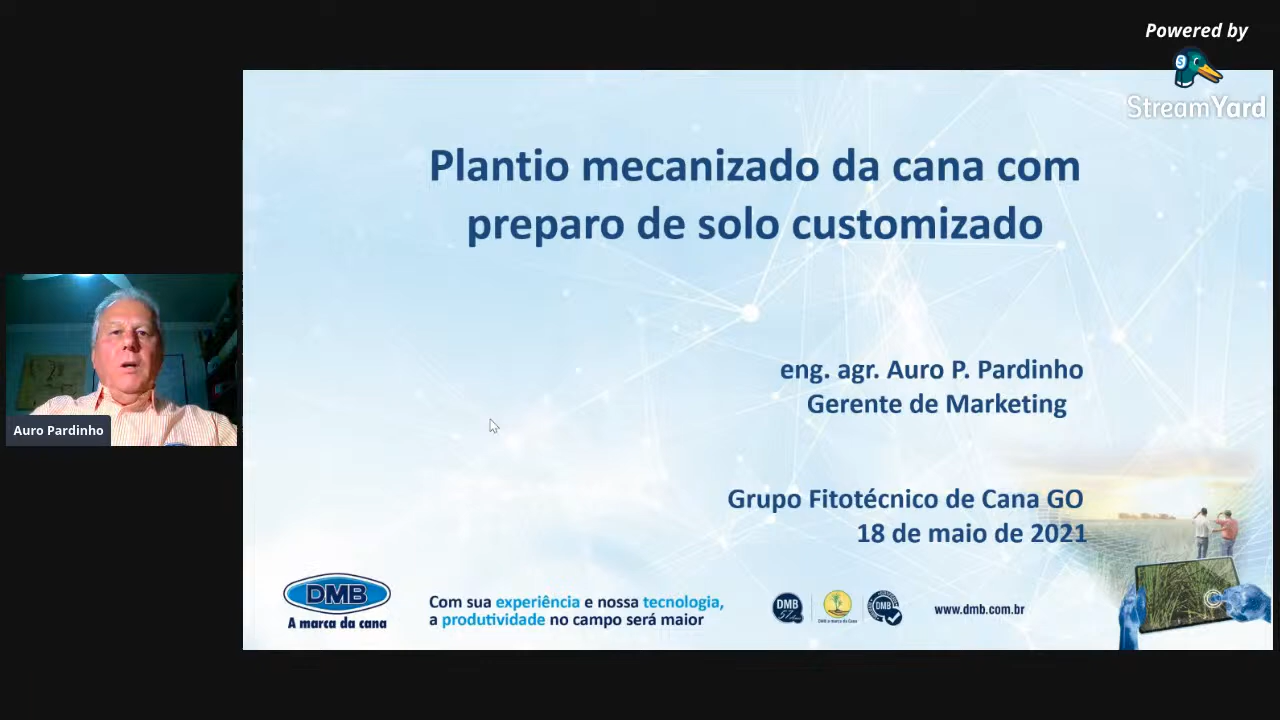 Powered by
StreamYard
Plantio mecanizado da cana com
preparo de solo customizado
eng. agr. Auro P. Pardinho
Gerente de Marketing
Auro Pardinho
Grupo Fitotécnico de Cana GO
18 de maio de 2021
DMB
A marca da cana
Com sua experiência e nossa tecnologia,
a produtividade no campo será maior
DMB
DMB
www.dmb.com.br